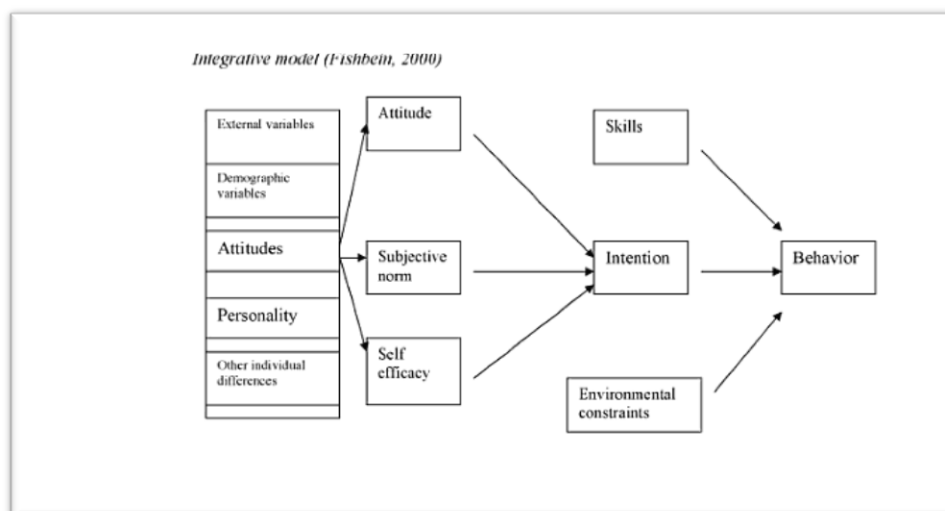 Integrative model (Fishbein, 2000)
External variables
Demographic
variables
Attitudes
Personality
Other individual
differences
Attitude
Subjective
norm
Self
efficacy
Skills
Intention
Environmental
constraints
Behavior